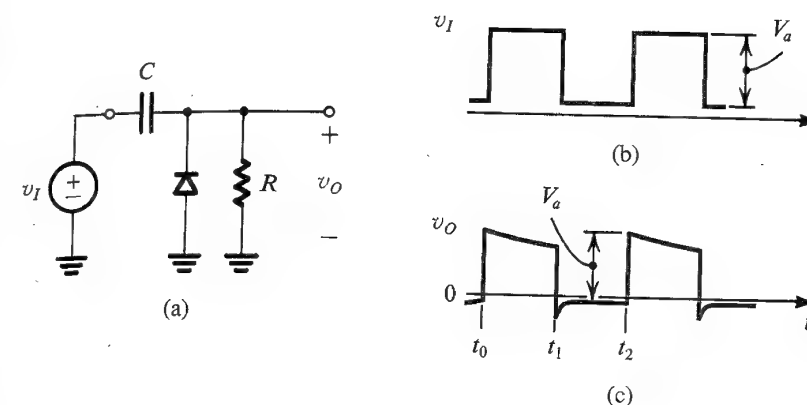 C
v_I
+
−
R
+
v_O
−
(a)
v_I
V_a
(b)
V_a
v_O
0
t_0
t_1
t_2
t
(c)